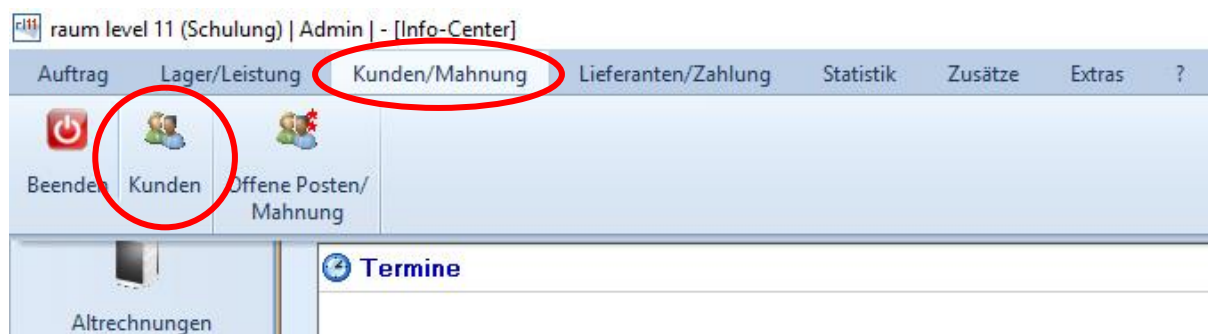 cl11 raum level 11 (Schulung) | Admin | - [Info-Center]
Auftrag Lager/Leistung Kunden/Mahnung Lieferanten/Zahlung Statistik Zusätze Extras ?
Beenden Kunden Offene Posten/
Mahnung
Termine
Altrechnungen